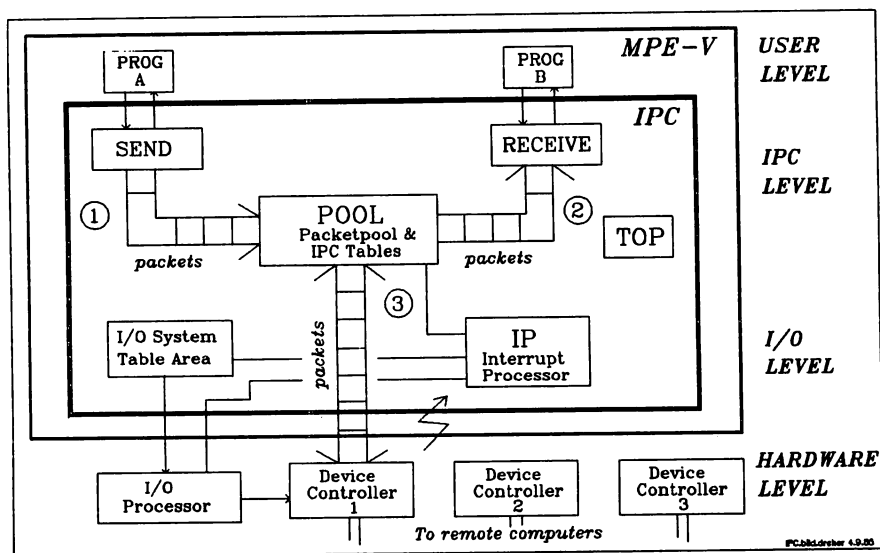 MPE-V
USER
LEVEL
PROG
A
PROG
B
IPC
SEND
RECEIVE
IPC
LEVEL
1
2
POOL
Packetpool &
IPC Tables
TOP
packets
packets
3
packets
I/O System
Table Area
IP
Interrupt
Processor
I/O
LEVEL
HARDWARE
LEVEL
I/O
Processor
Device
Controller
1
Device
Controller
2
Device
Controller
3
To remote computers